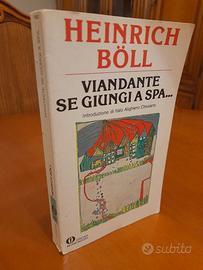 HEINRICH
BÖLL
VIANDANTE
SE GIUNGI A SPA...
Introduzione di Italo Alighiero Chiusano
subito